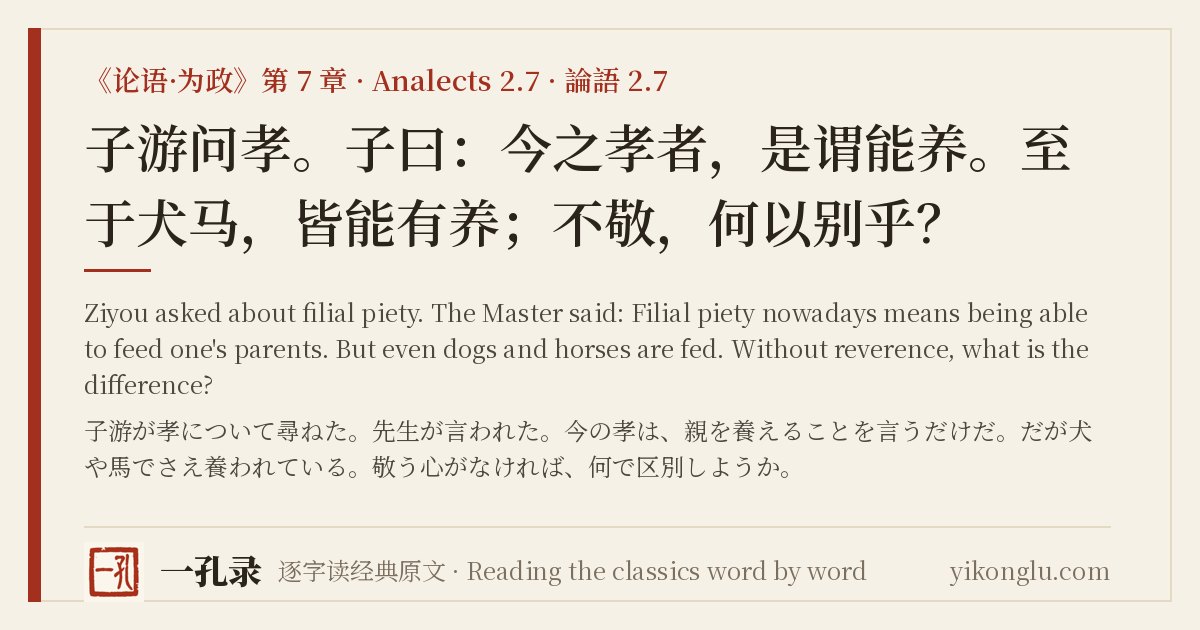 《论语·为政》第 7 章 · Analects 2.7 · 論語 2.7
子游问孝。子曰：今之孝者，是谓能养。至
于犬马，皆能有养；不敬，何以别乎？
Ziyou asked about filial piety. The Master said: Filial piety nowadays means being able
to feed one's parents. But even dogs and horses are fed. Without reverence, what is the
difference?
子游が孝について尋ねた。先生が言われた。今の孝は、親を養えることを言うだけだ。だが犬
や馬でさえ養われている。敬う心がなければ、何で区別しようか。
一孔
一孔录 逐字读经典原文 · Reading the classics word by word yikonglu.com